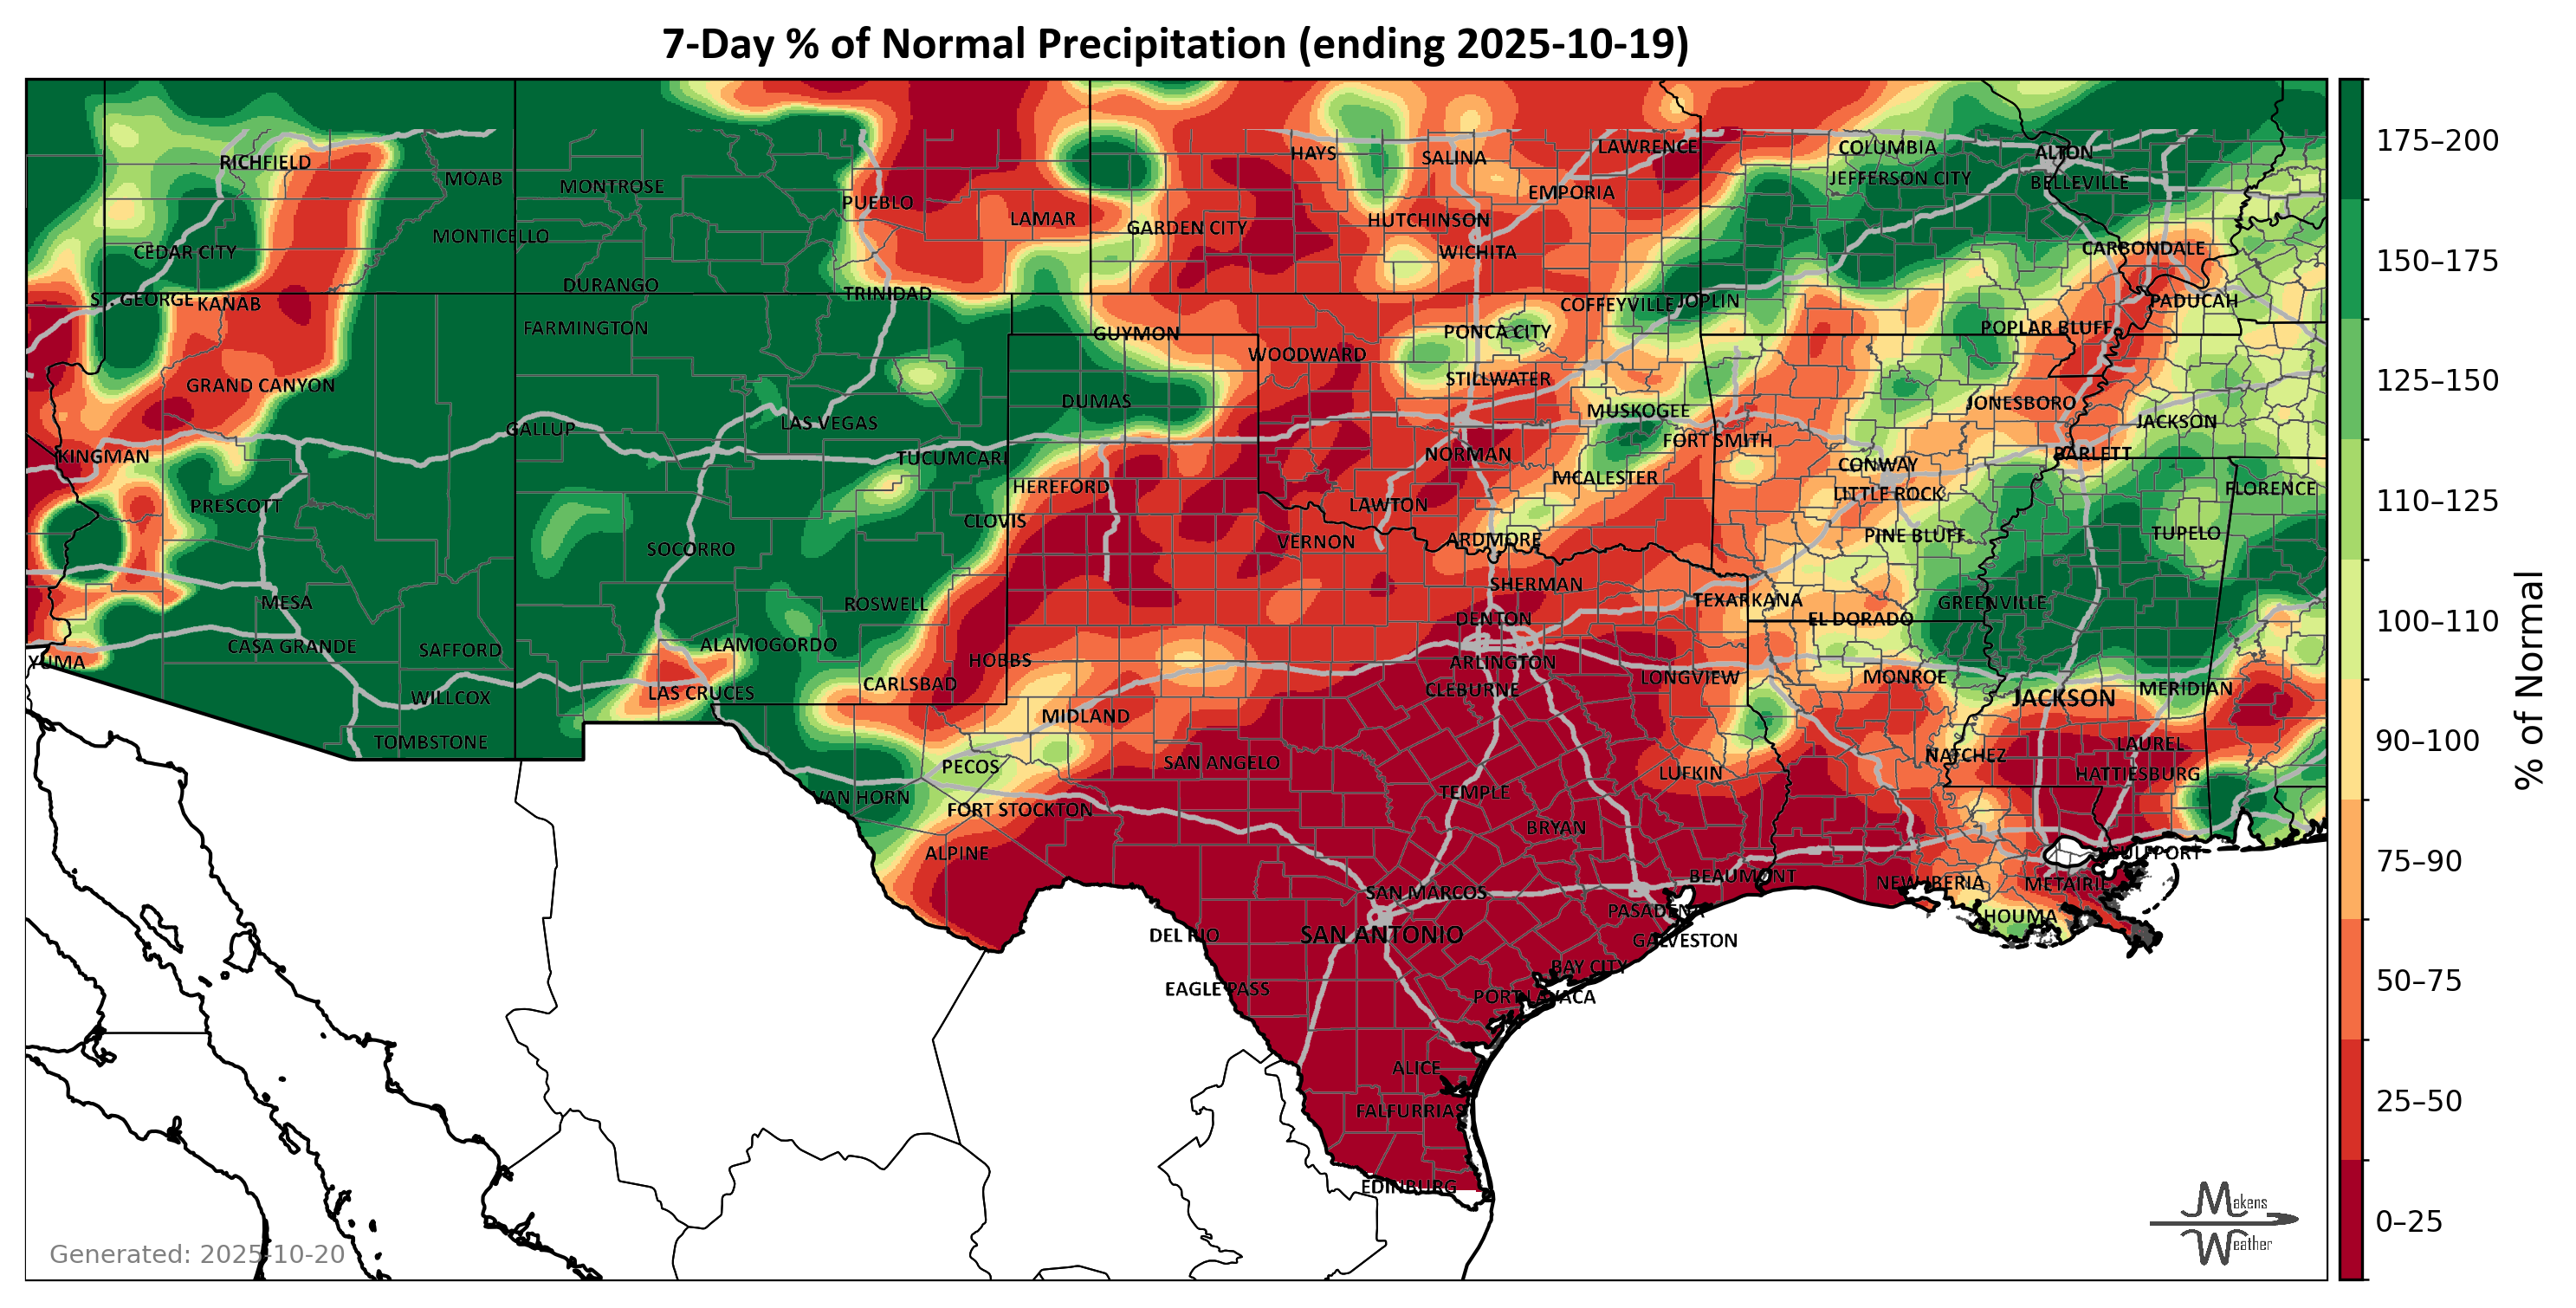 7-Day % of Normal Precipitation (ending 2025-10-19)
RICHFIELD
MOAB
MONTROSE
PUEBLO
LAMAR
HAYS
SALINA
LAWRENCE
COLUMBIA
ALTON
JEFFERSON CITY
BELLEVILLE
EMPORIA
GARDEN CITY
HUTCHINSON
WICHITA
CEDAR CITY
MONTICELLO
CARBONDALE
DURANGO
TRINIDAD
ST. GEORGE
KANAB
COFFEYVILLE
JOPLIN
PADUCAH
FARMINGTON
GUYMON
PONCA CITY
POPLAR BLUFF
WOODWARD
GRAND CANYON
STILLWATER
DUMAS
MUSKOGEE
JONESBORO
JACKSON
GALLUP
LAS VEGAS
FORT SMITH
KINGMAN
TUCUMCARI
NORMAN
CONWAY
BARLETT
PRESCOTT
HEREFORD
MCALESTER
LITTLE ROCK
FLORENCE
CLOVIS
LAWTON
PINE BLUFF
TUPELO
SOCORRO
VERNON
ARDMORE
SHERMAN
MESA
ROSWELL
TEXARKANA
GREENVILLE
DENTON
EL DORADO
CASA GRANDE
SAFFORD
ALAMOGORDO
HOBBS
ARLINGTON
YUMA
WILLCOX
LAS CRUCES
CARLSBAD
CLEBURNE
LONGVIEW
MONROE
JACKSON
MERIDIAN
MIDLAND
TOMBSTONE
PECOS
SAN ANGELO
LUFKIN
NATCHEZ
LAUREL
HATTIESBURG
VAN HORN
FORT STOCKTON
TEMPLE
BRYAN
ALPINE
GULFPORT
SAN MARCOS
BEAUMONT
NEW IBERIA
METAIRIE
PASADENA
HOUMA
DEL RIO
SAN ANTONIO
GALVESTON
BAY CITY
EAGLE PASS
PORT LAVACA
ALICE
FALFURRIAS
EDINBURG
Generated: 2025-10-20
Makens
Weather
175–200
150–175
125–150
110–125
100–110
90–100
75–90
50–75
25–50
0–25
% of Normal